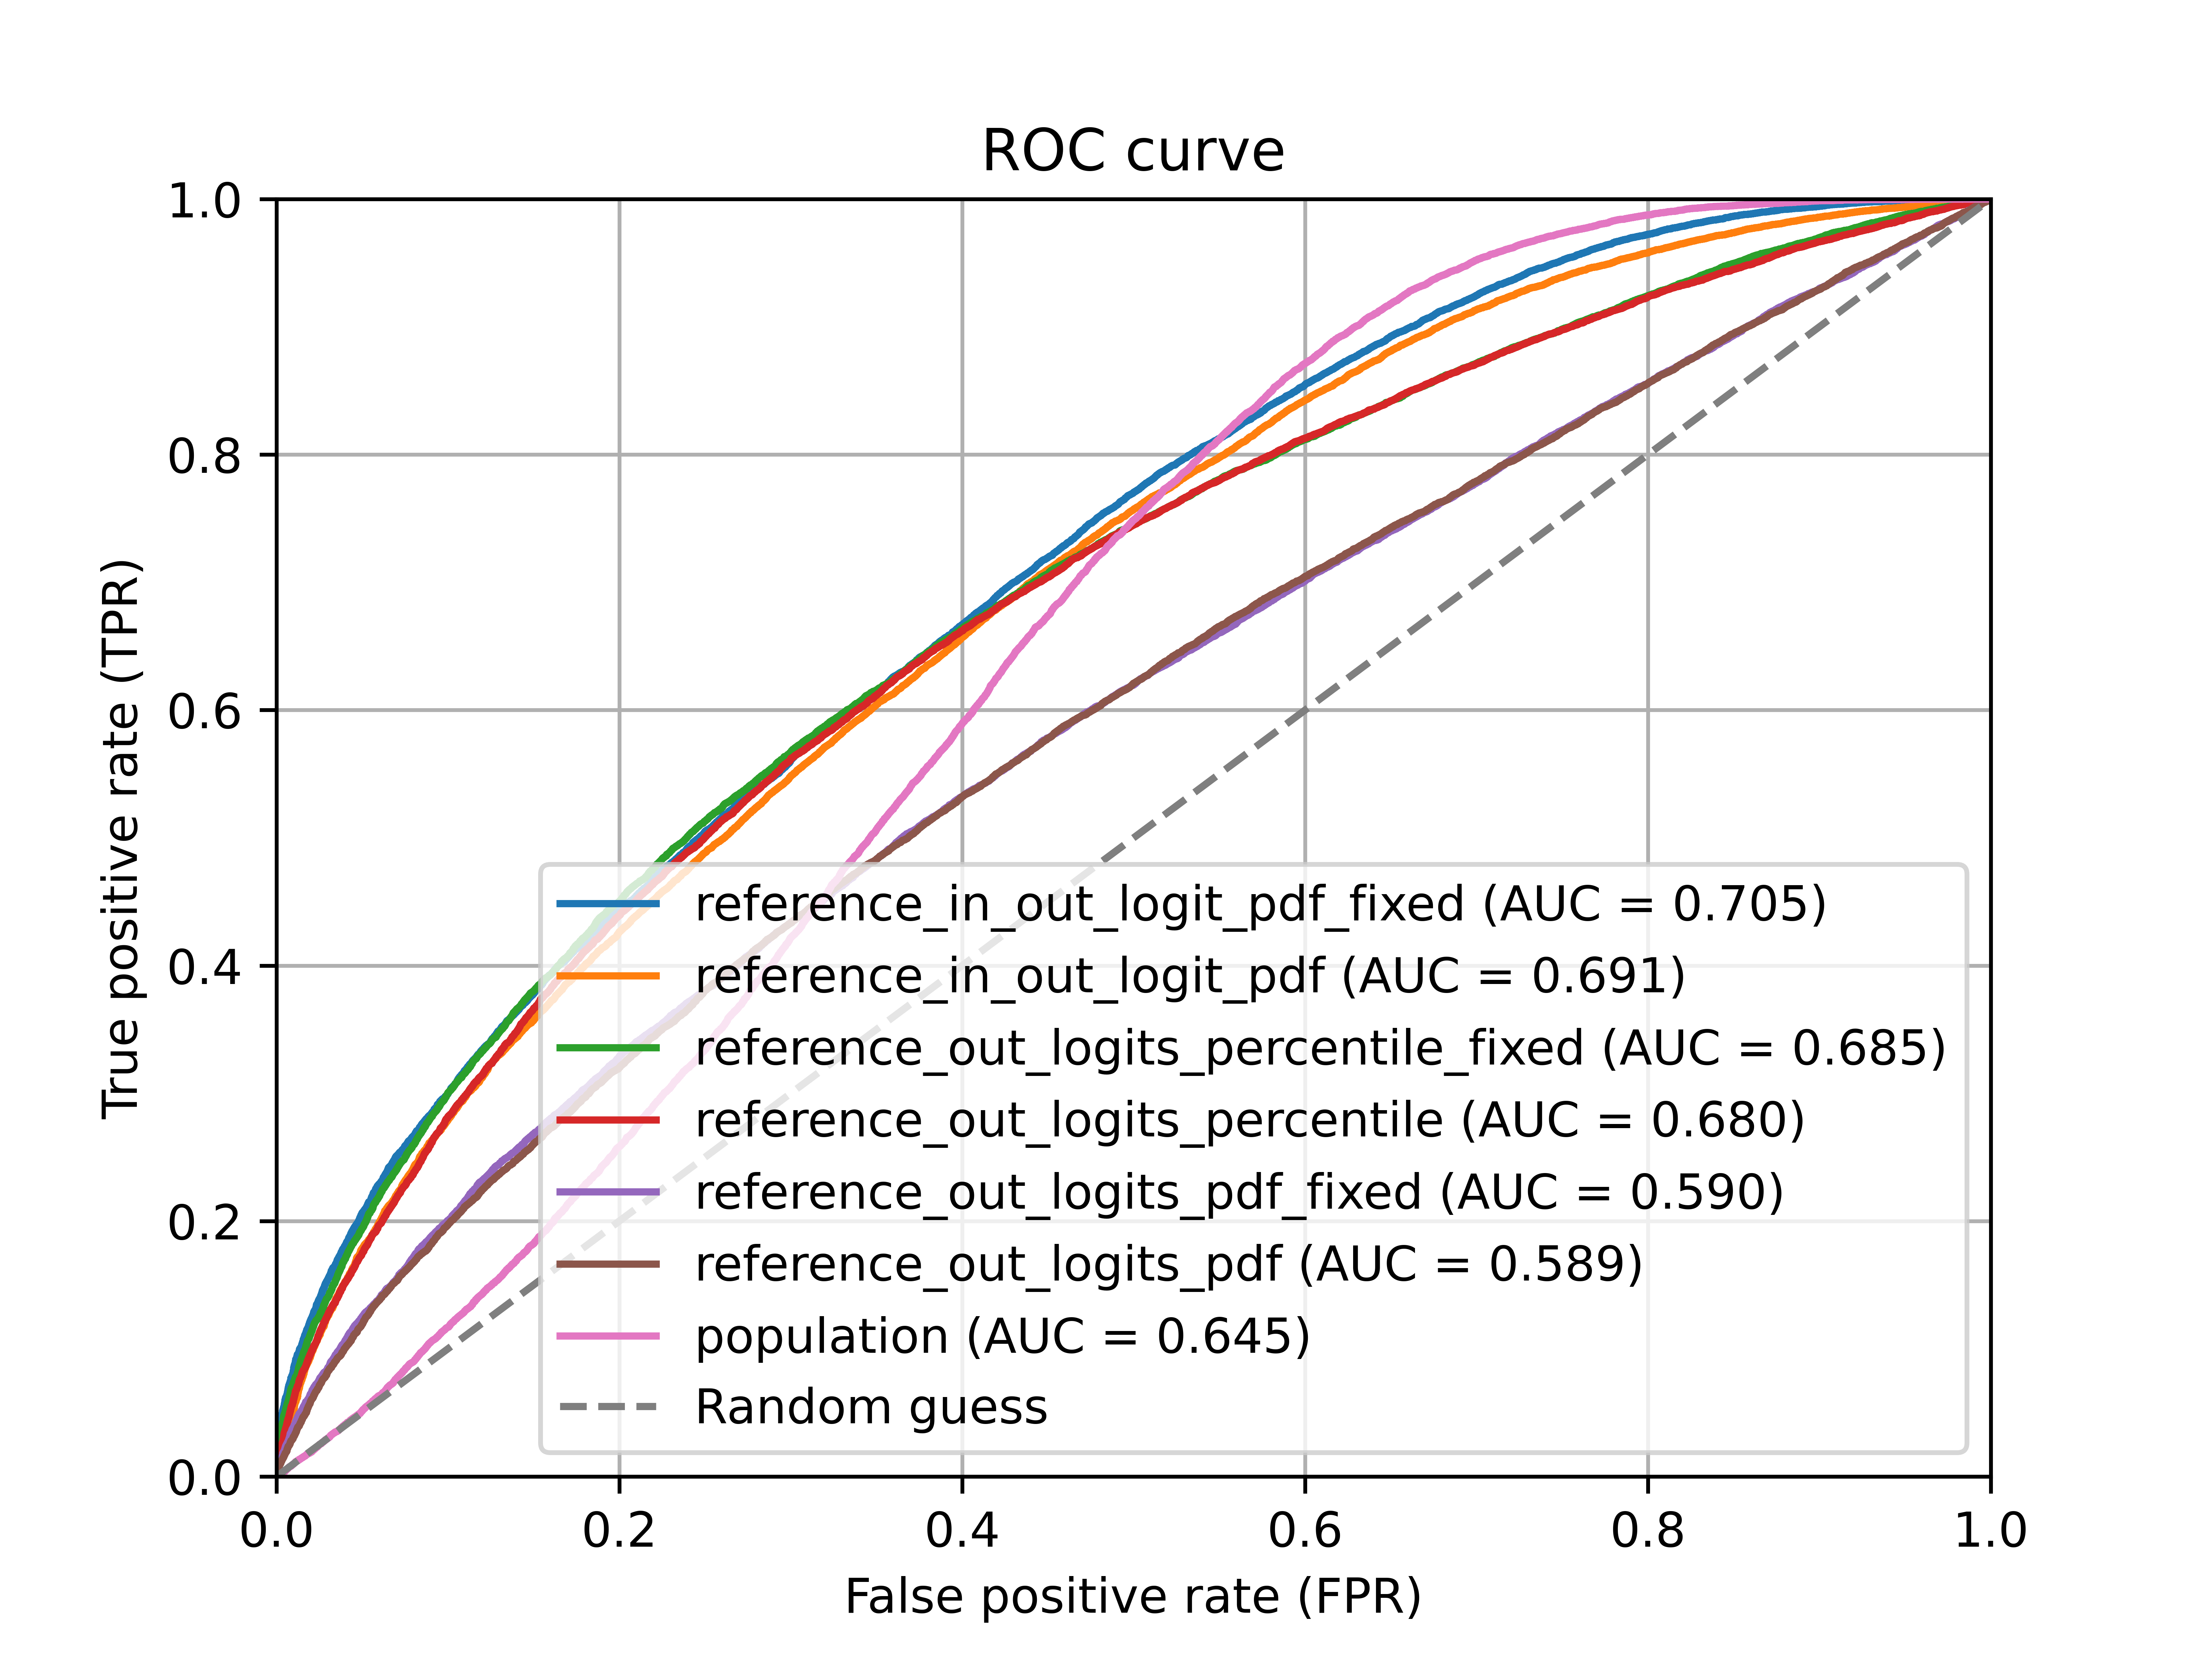 ROC curve
1.0
0.8
0.6
0.4
0.2
0.0
True positive rate (TPR)
reference_in_out_logit_pdf_fixed (AUC = 0.705)
reference_in_out_logit_pdf (AUC = 0.691)
reference_out_logits_percentile_fixed (AUC = 0.685)
reference_out_logits_percentile (AUC = 0.680)
reference_out_logits_pdf_fixed (AUC = 0.590)
reference_out_logits_pdf (AUC = 0.589)
population (AUC = 0.645)
Random guess
0.0 0.2 0.4 0.6 0.8 1.0
False positive rate (FPR)